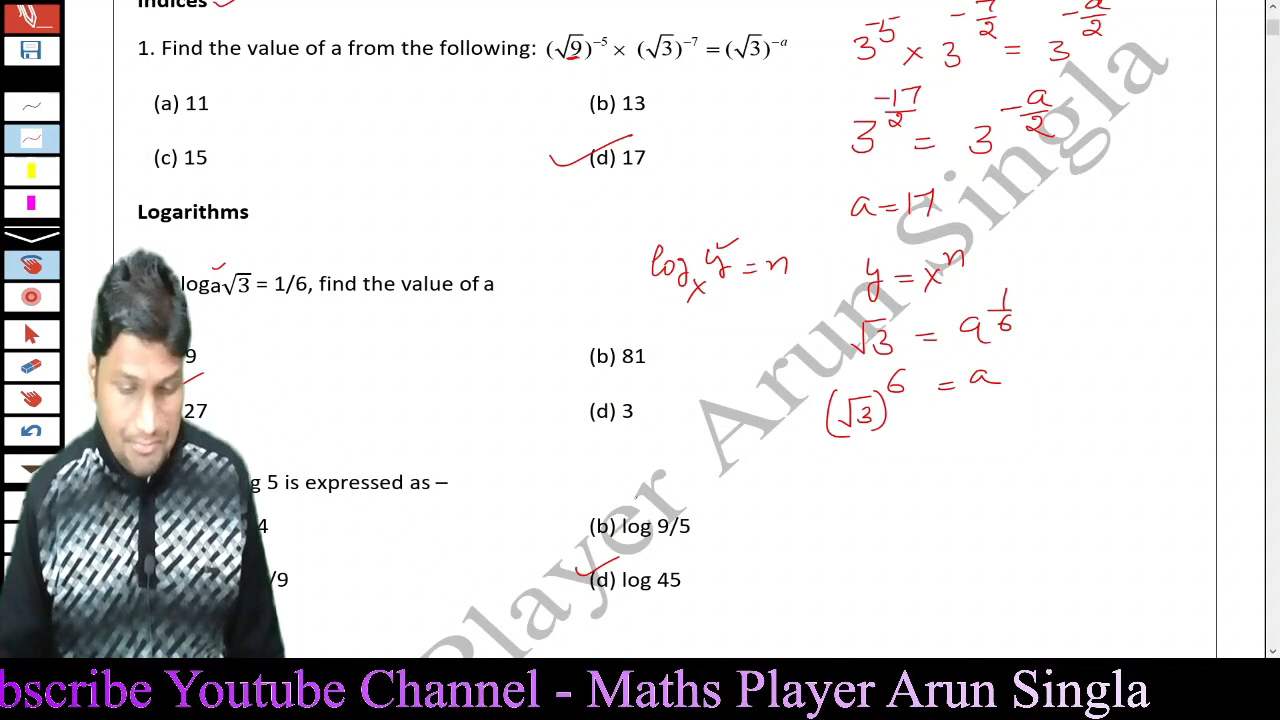 Indices
1. Find the value of a from the following: (√9)⁻⁵ × (√3)⁻⁷ = (√3)⁻ᵃ
(a) 11
(b) 13
(c) 15
(d) 17
3^-5 × 3^-7/2 = 3^-a/2
3^-17/2 = 3^-a/2
a = 17
Logarithms
loga√3 = 1/6, find the value of a
log_x y = n
y = xⁿ
√3 = a^1/6
(√3)^6 = a
9
(b) 81
27
(d) 3
g 5 is expressed as –
4
(b) log 9/5
/9
(d) log 45
Player Arun Singla
bscribe Youtube Channel - Maths Player Arun Singla